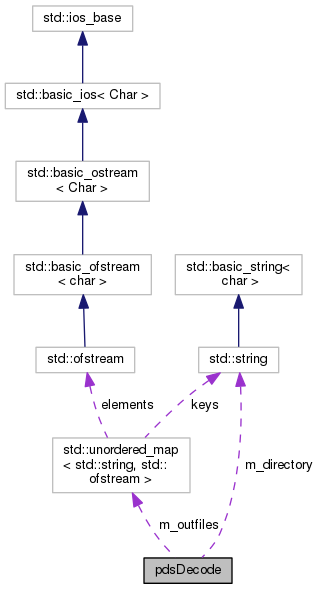 std::ios_base
std::basic_ios< Char >
std::basic_ostream
< Char >
std::basic_ofstream
< char >
std::basic_string<
char >
std::ofstream
std::string
elements
keys
std::unordered_map
< std::string, std::
ofstream >
m_directory
m_outfiles
pdsDecode